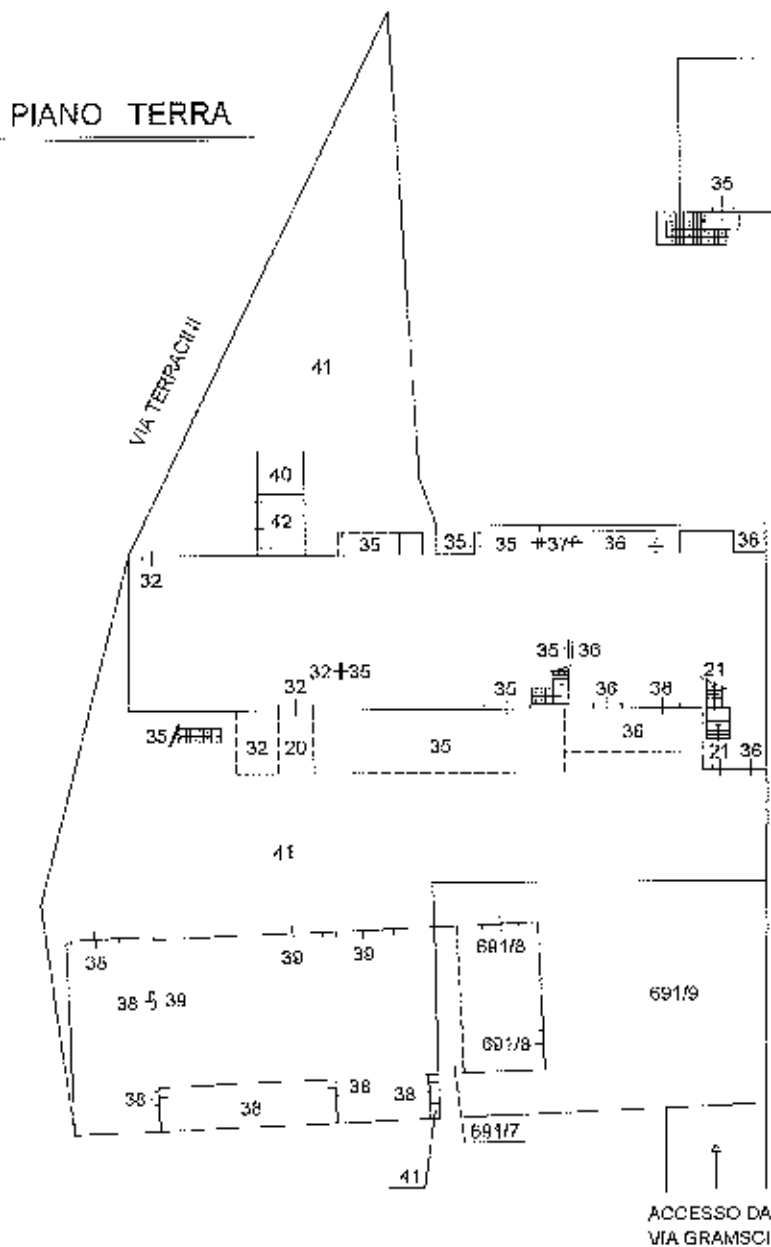 PIANO TERRA
35
VIA TERRACINI
41
40
42
35 35 35 37 36 36
32
35 36
32 35
21
32
35 36 38
35
32 20 35 36
21 36
41
38 39 39 691/8
38 39 691/9
691/8
38 38 38 38
691/7
41
ACCESSO DA
VIA GRAMSCI